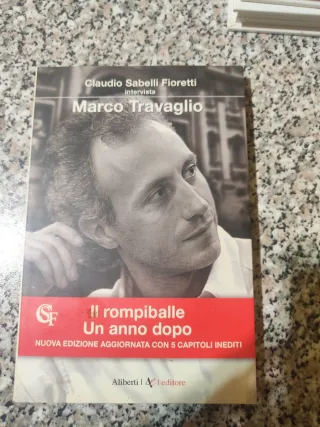 Claudio Sabelli Fioretti
intervista
Marco Travaglio
CSF
Il rompiballe
Un anno dopo
NUOVA EDIZIONE AGGIORNATA CON 5 CAPITOLI INEDITI
Aliberti editore